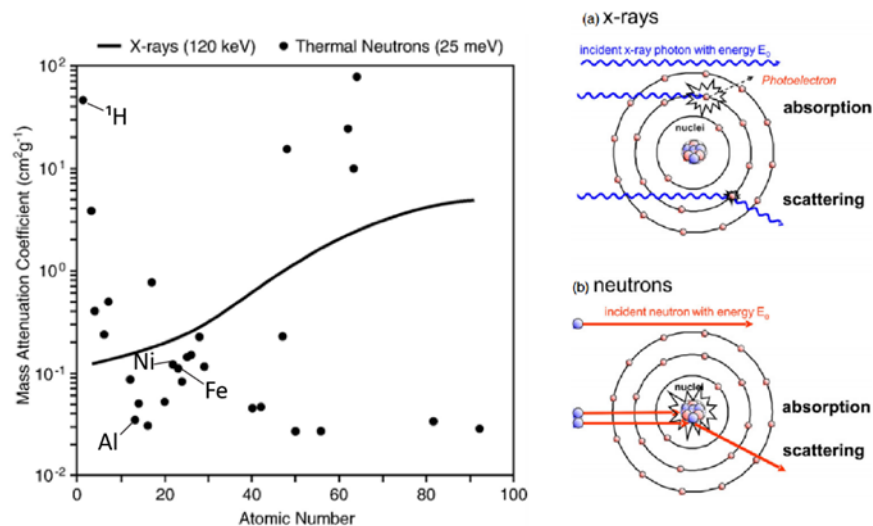 X-rays (120 keV) Thermal Neutrons (25 meV)
Mass Attenuation Coefficient (cm²g⁻¹)
10²
10¹
10⁰
10⁻¹
10⁻²
¹H
Ni
Fe
Al
0 20 40 60 80 100
Atomic Number
(a) x-rays
incident x-ray photon with energy E₀
Photoelectron
absorption
nuclei
scattering
(b) neutrons
incident neutron with energy E₀
nuclei
absorption
scattering